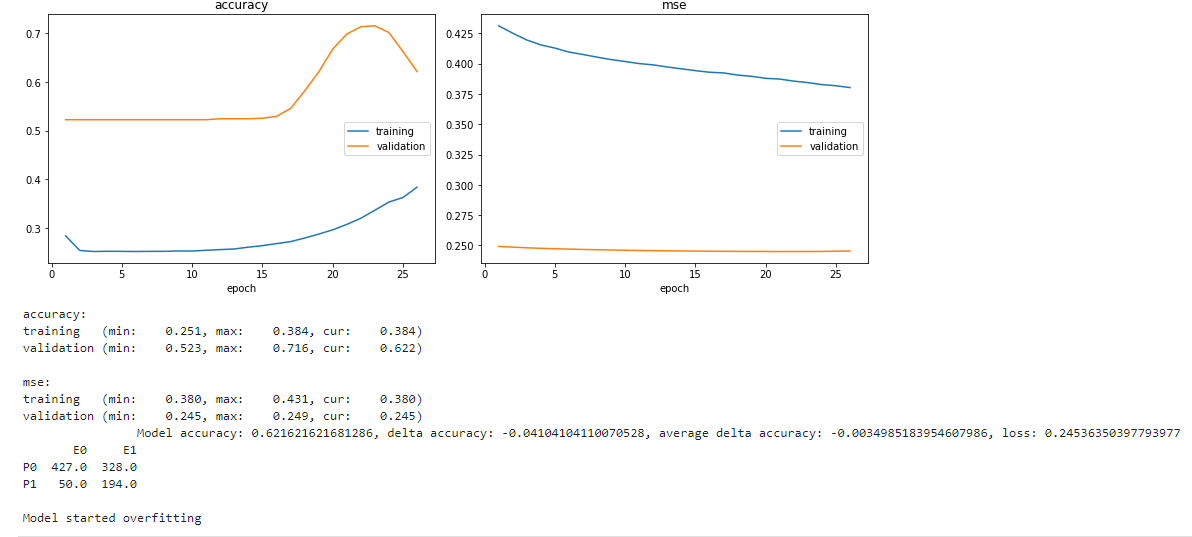 accuracy
0.7
0.6
0.5
0.4
0.3
training
validation
0 5 10 15 20 25
epoch
mse
0.425
0.400
0.375
0.350
0.325
0.300
0.275
0.250
training
validation
0 5 10 15 20 25
epoch
accuracy:
training (min: 0.251, max: 0.384, cur: 0.384)
validation (min: 0.523, max: 0.716, cur: 0.622)
mse:
training (min: 0.380, max: 0.431, cur: 0.380)
validation (min: 0.245, max: 0.249, cur: 0.245)
Model accuracy: 0.621621621681286, delta accuracy: -0.04104104110070528, average delta accuracy: -0.0034985183954607986, loss: 0.24536350397793977
E0 E1
P0 427.0 328.0
P1 50.0 194.0
Model started overfitting